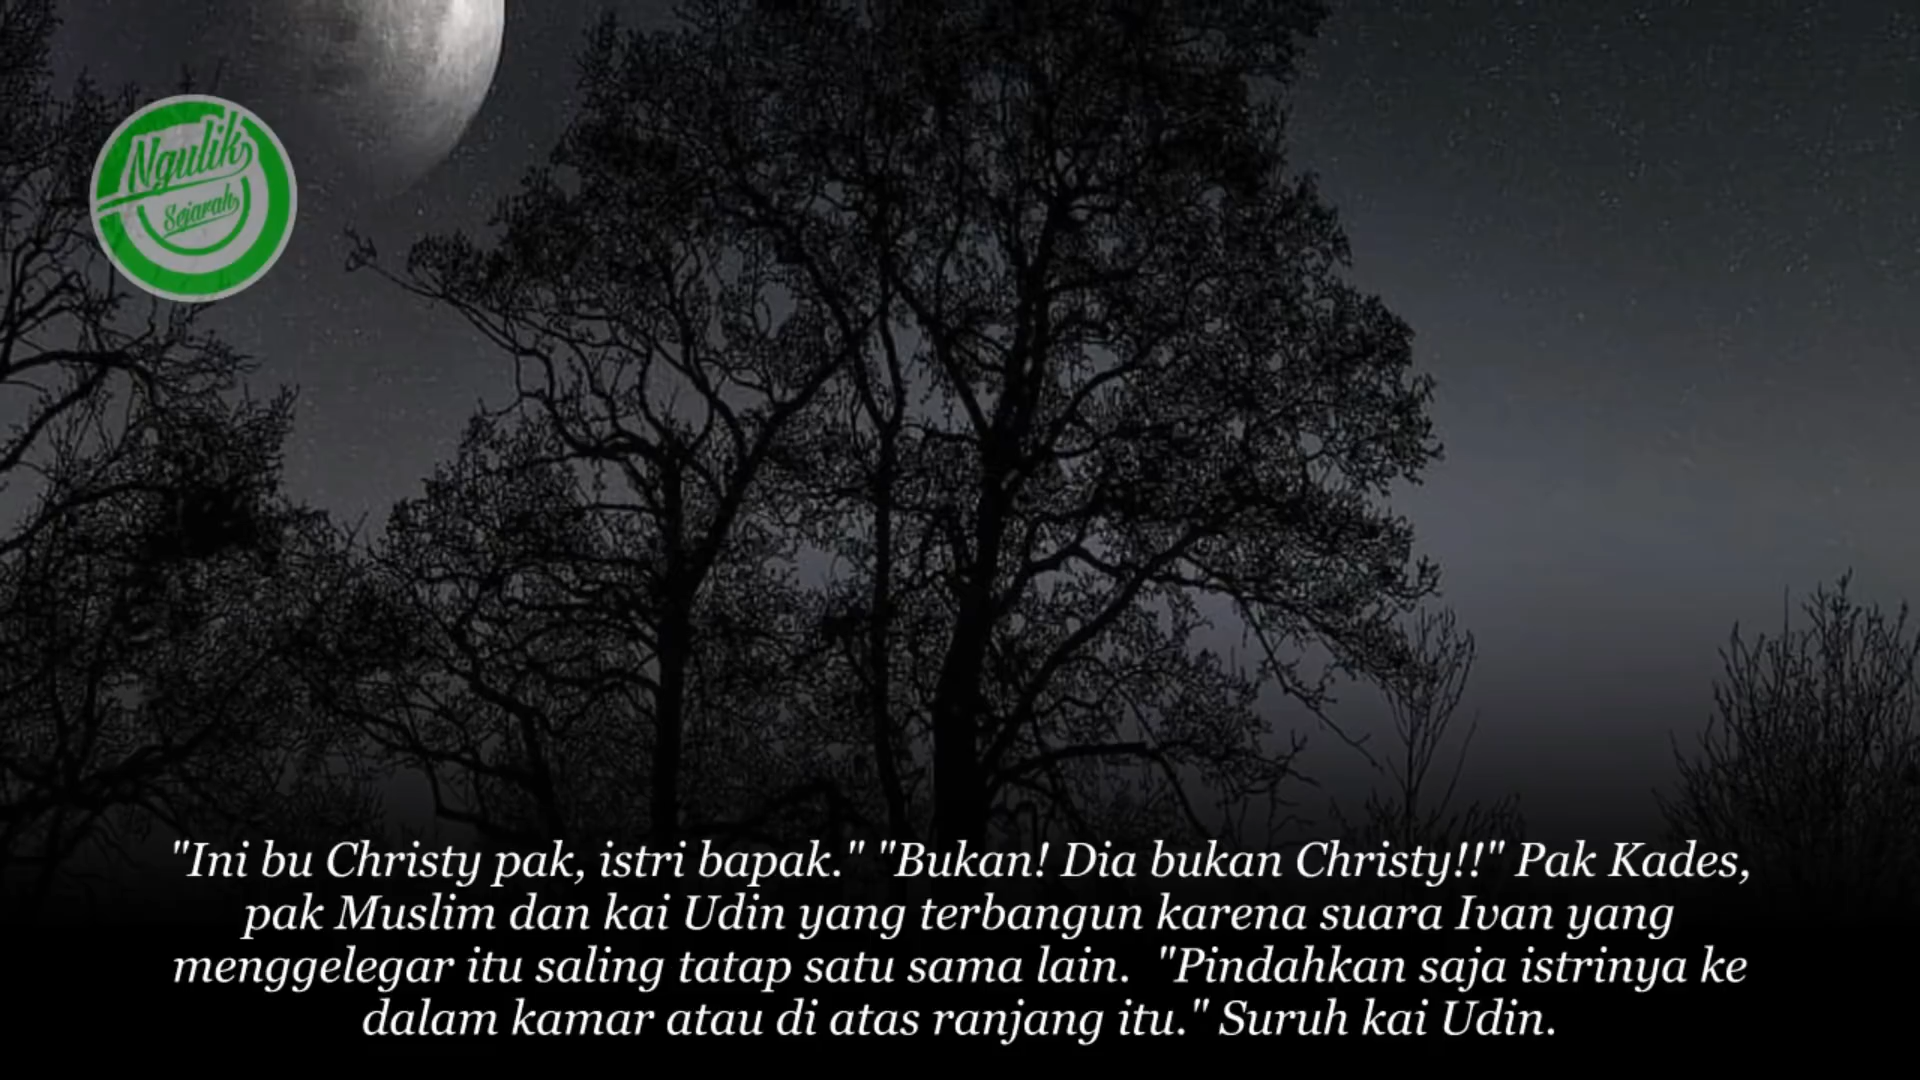 Ngulik
Sejarah
"Ini bu Christy pak, istri bapak." "Bukan! Dia bukan Christy!!" Pak Kades,
pak Muslim dan kai Udin yang terbangun karena suara Ivan yang
menggelegar itu saling tatap satu sama lain.  "Pindahkan saja istrinya ke
dalam kamar atau di atas ranjang itu." Suruh kai Udin.